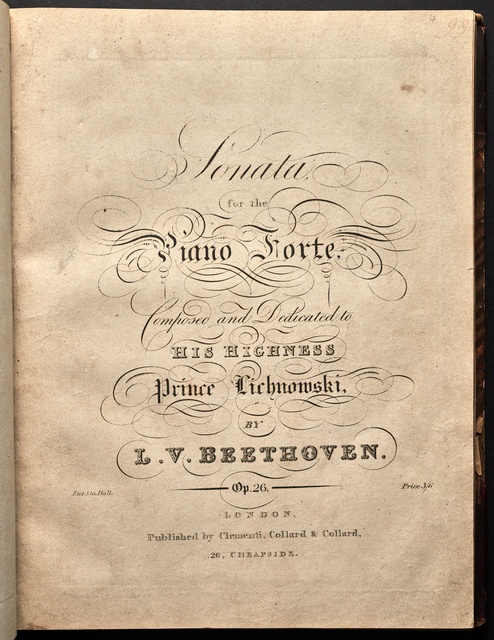 Sonata,
for the
Piano Forte.
Composed and Dedicated to
HIS HIGHNESS
Prince Lichnowski,
BY
L.V. BEETHOVEN.
Ent. Sta. Hall.
Op. 26.
Price 3/6
LONDON,
Published by Clementi, Collard & Collard,
26, CHEAPSIDE.